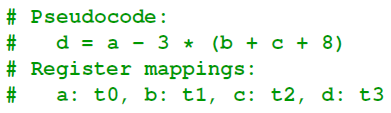 # Pseudocode:
#   d = a - 3 * (b + c + 8)
# Register mappings:
#   a: t0, b: t1, c: t2, d: t3